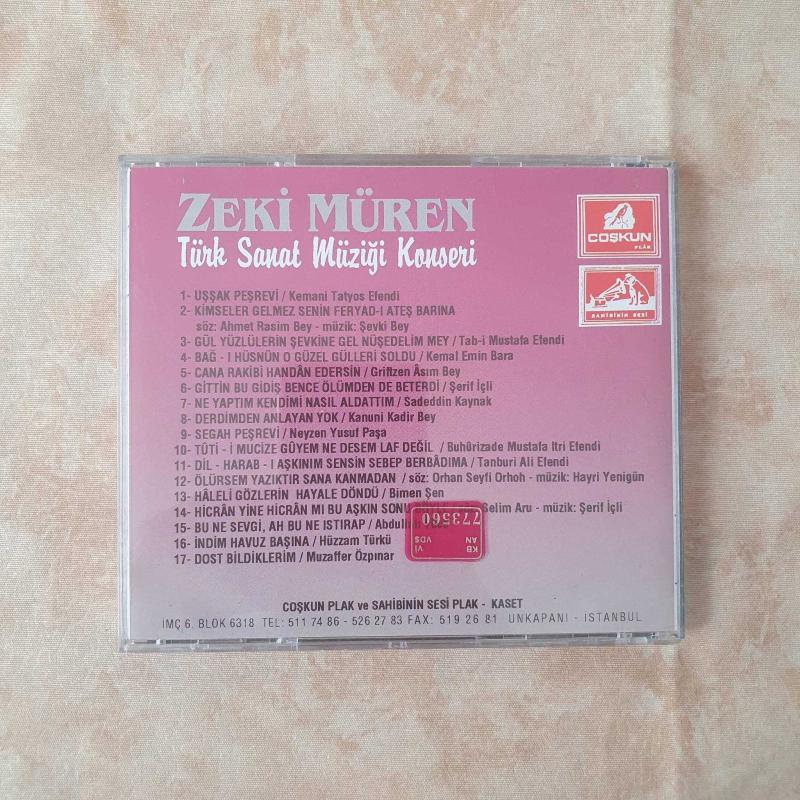 ZEKİ MÜREN
Türk Sanat Müziği Konseri
COŞKUN
PLAK
SAHİBİNİN SESİ
1- UŞŞAK PEŞREVİ / Kemani Tatyos Efendi
2- KİMSELER GELMEZ SENİN FERYAD-I ATEŞ BARINA
söz: Ahmet Rasim Bey - müzik: Şevki Bey
3- GÜL YÜZLÜLERİN ŞEVKİNE GEL NÜŞEDELİM MEY / Tab-i Mustafa Efendi
4- BAĞ - I HÜSNÜN O GÜZEL GÜLLERİ SOLDU / Kemal Emin Bara
5- CANA RAKİBİ HANDÂN EDERSİN / Griftzen Âsım Bey
6- GİTTİN BU GİDİŞ BENCE ÖLÜMDEN DE BETERDİ / Şerif İçli
7- NE YAPTIM KENDİMİ NASIL ALDATTIM / Sadeddin Kaynak
8- DERDİMDEN ANLAYAN YOK / Kanuni Kadir Bey
9- SEGAH PEŞREVİ / Neyzen Yusuf Paşa
10- TÛTİ - İ MUCİZE GÛYEM NE DESEM LAF DEĞİL / Buhûrizade Mustafa Itri Efendi
11- DİL - HARAB - I AŞKINIM SENSİN SEBEP BERBÂDIMA / Tanburi Ali Efendi
12- ÖLÜRSEM YAZIKTIR SANA KANMADAN / söz: Orhan Seyfi Orhoh - müzik: Hayri Yenigün
13- HÂLELİ GÖZLERİN HAYALE DÖNDÜ / Bimen Şen
14- HİCRÂN YİNE HİCRÂN MI BU AŞKIN SONU Selim Aru - müzik: Şerif İçli
15- BU NE SEVGİ, AH BU NE ISTIRAP /
16- İNDİM HAVUZ BAŞINA / Hüzzam Türkü
17- DOST BİLDİKLERİM / Muzaffer Özpınar
773560
KB VI
AN VDS
COŞKUN PLAK ve SAHİBİNİN SESİ PLAK - KASET
İMÇ 6. BLOK 6318 TEL: 511 74 86 - 526 27 83 FAX: 519 26 81 UNKAPANI - İSTANBUL